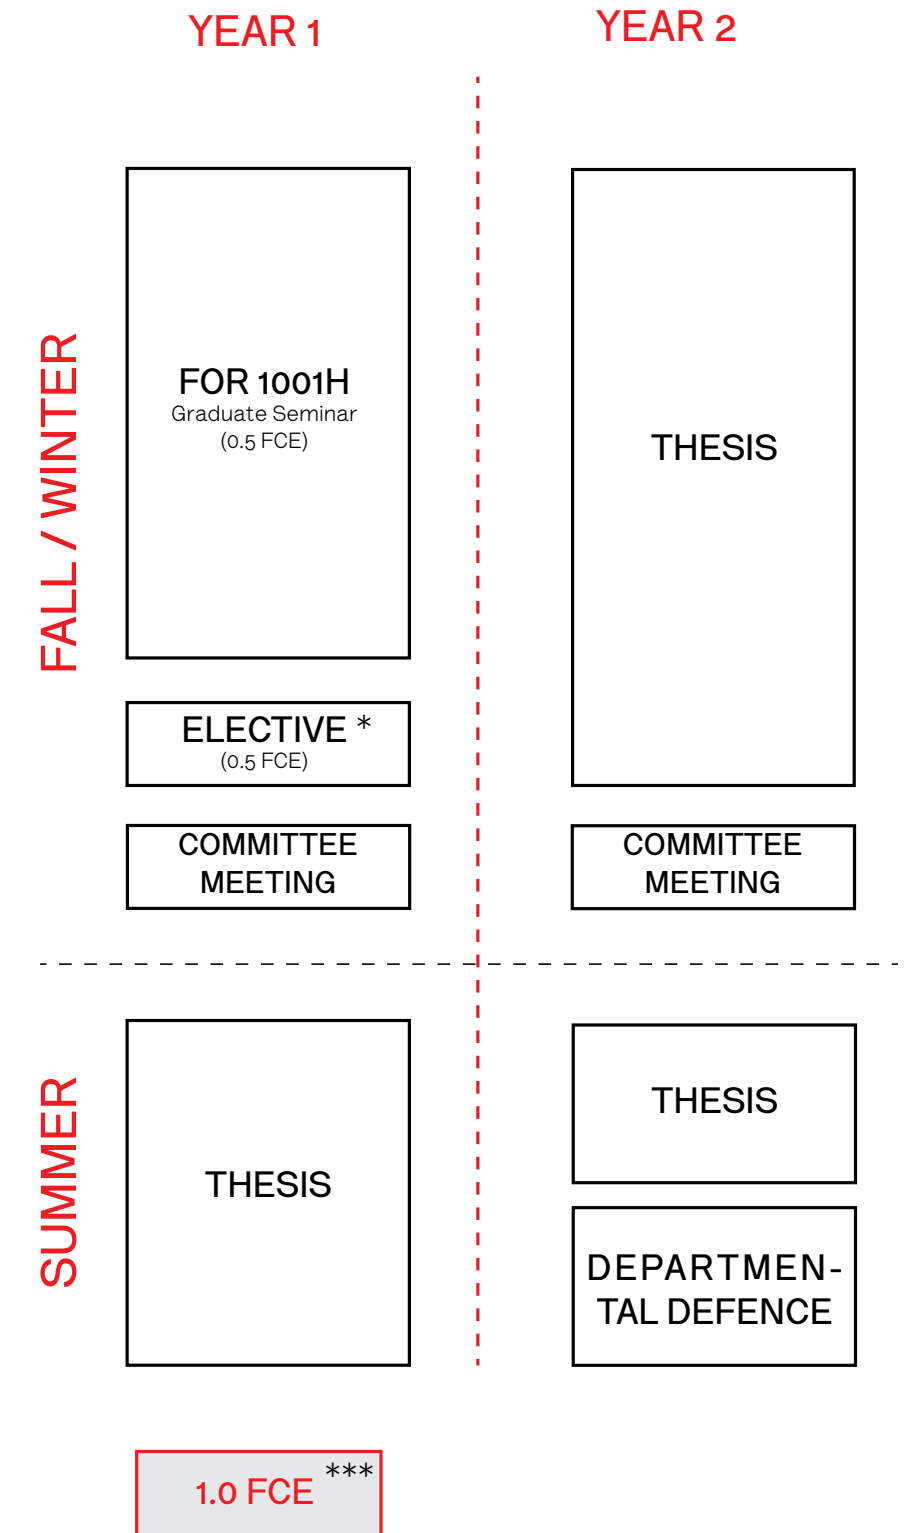 YEAR 1
YEAR 2
FALL / WINTER
FOR 1001H
Graduate Seminar
(0.5 FCE)
ELECTIVE *
(0.5 FCE)
COMMITTEE
MEETING
THESIS
COMMITTEE
MEETING
SUMMER
THESIS
THESIS
DEPARTMEN-
TAL DEFENCE
1.0 FCE ***